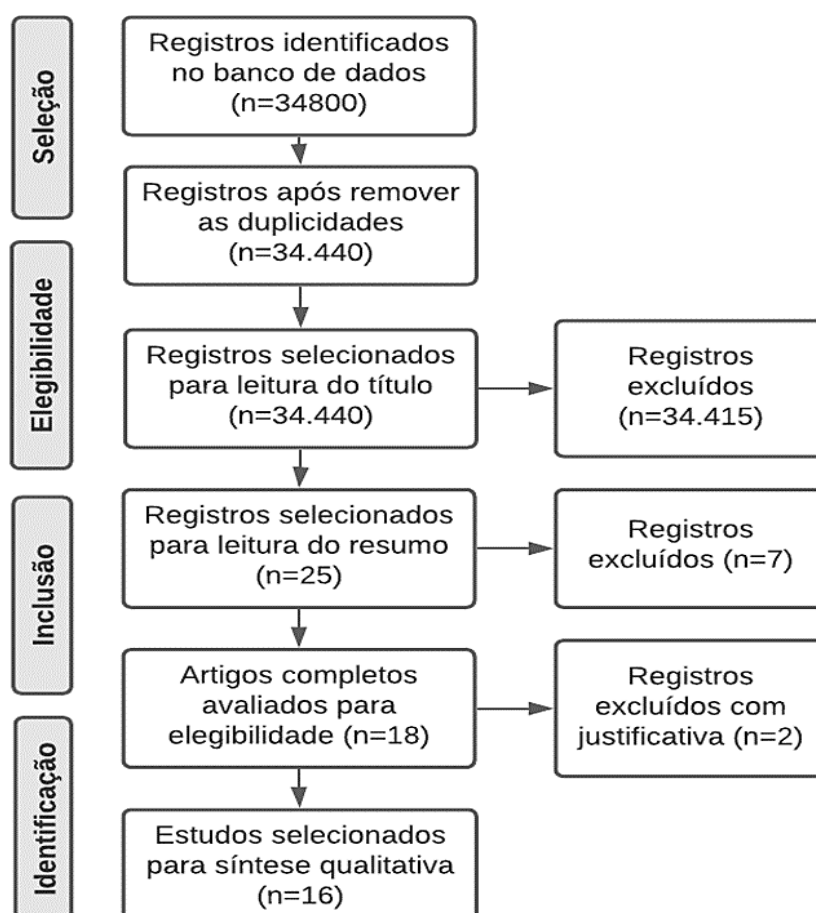 Seleção
Registros identificados
no banco de dados
(n=34800)
Registros após remover
as duplicidades
(n=34.440)
Elegibilidade
Registros selecionados
para leitura do título
(n=34.440)
Registros
excluídos
(n=34.415)
Inclusão
Registros selecionados
para leitura do resumo
(n=25)
Registros
excluídos (n=7)
Artigos completos
avaliados para
elegibilidade (n=18)
Registros
excluídos com
justificativa (n=2)
Identificação
Estudos selecionados
para síntese qualitativa
(n=16)